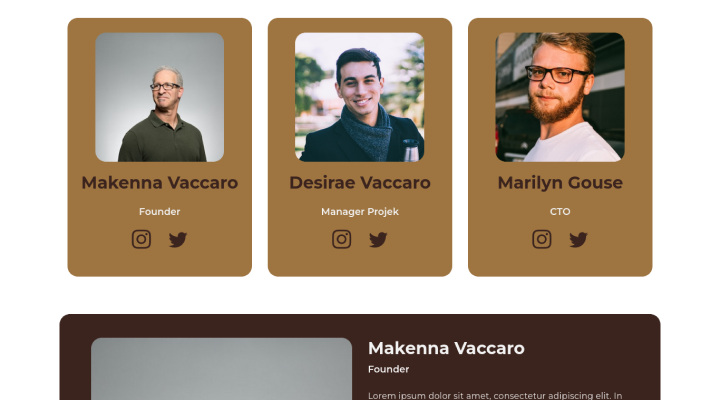 Makenna Vaccaro
Founder
Desirae Vaccaro
Manager Projek
Marilyn Gouse
CTO
Makenna Vaccaro
Founder
Lorem ipsum dolor sit amet, consectetur adipiscing elit. In